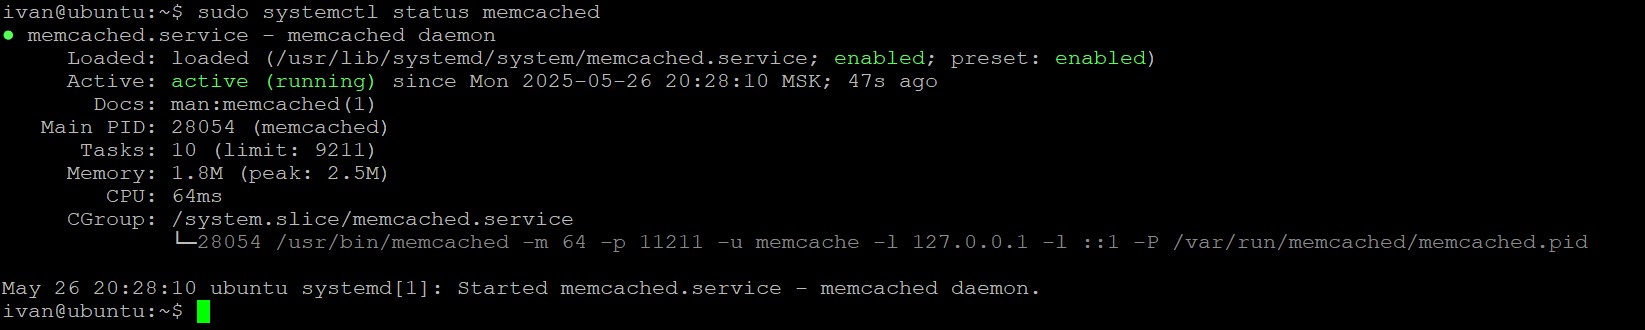 ivan@ubuntu:~$ sudo systemctl status memcached
● memcached.service - memcached daemon
     Loaded: loaded (/usr/lib/systemd/system/memcached.service; enabled; preset: enabled)
     Active: active (running) since Mon 2025-05-26 20:28:10 MSK; 47s ago
       Docs: man:memcached(1)
   Main PID: 28054 (memcached)
      Tasks: 10 (limit: 9211)
     Memory: 1.8M (peak: 2.5M)
        CPU: 64ms
     CGroup: /system.slice/memcached.service
             └─28054 /usr/bin/memcached -m 64 -p 11211 -u memcache -l 127.0.0.1 -l ::1 -P /var/run/memcached/memcached.pid
May 26 20:28:10 ubuntu systemd[1]: Started memcached.service - memcached daemon.
ivan@ubuntu:~$